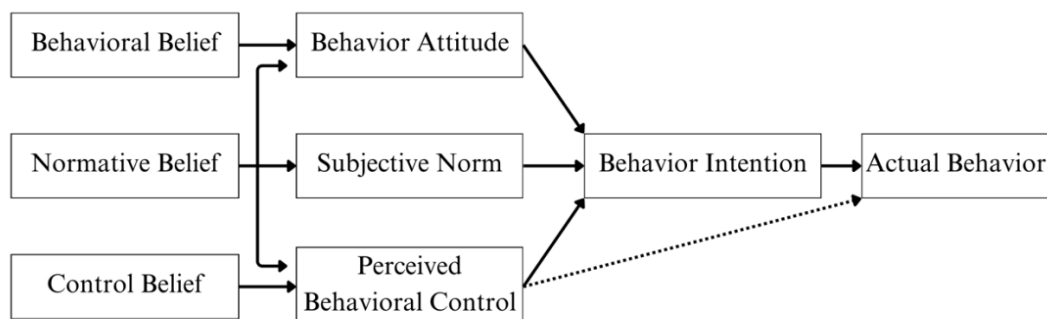 Behavioral Belief
Behavior Attitude
Normative Belief
Subjective Norm
Behavior Intention
Actual Behavior
Control Belief
Perceived
Behavioral Control